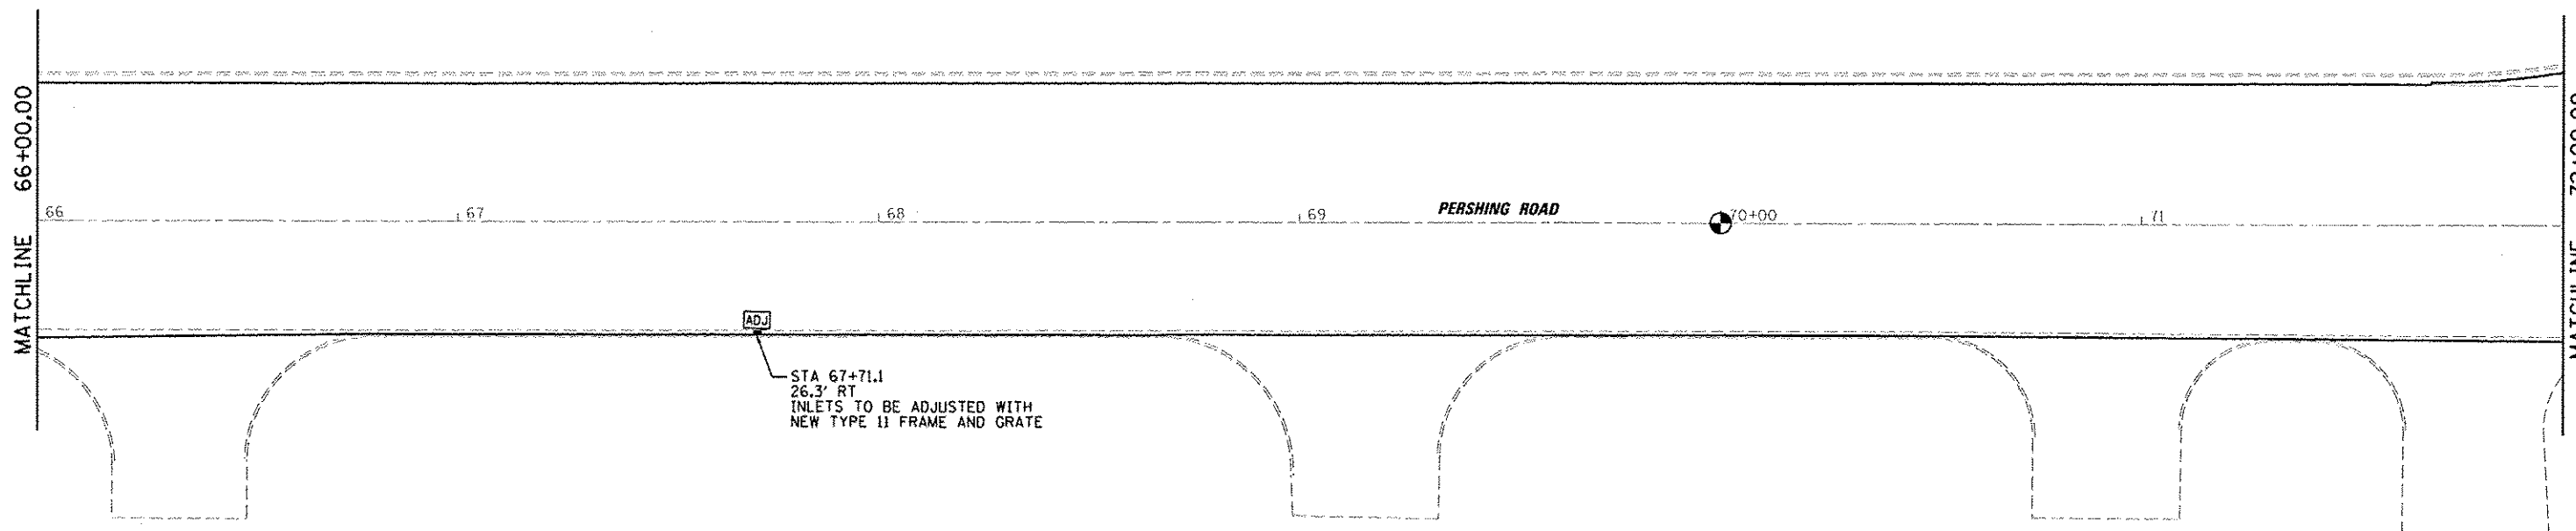 MATCHLINE 66+00.00
66
67
68
69
PERSHING ROAD
70+00
71
ADJ
STA 67+71.1
26.3' RT
INLETS TO BE ADJUSTED WITH
NEW TYPE 11 FRAME AND GRATE